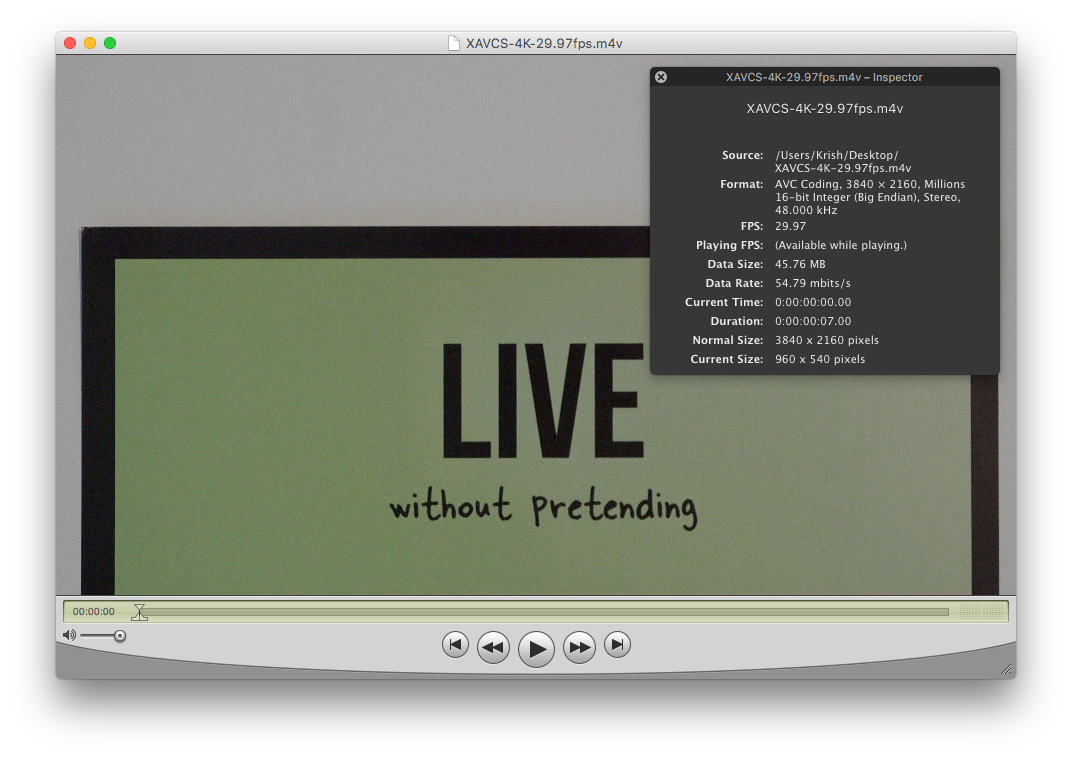 XAVCS-4K-29.97fps.m4v
XAVCS-4K-29.97fps.m4v – Inspector
XAVCS-4K-29.97fps.m4v
Source: /Users/Krish/Desktop/
XAVCS-4K-29.97fps.m4v
Format: AVC Coding, 3840 × 2160, Millions
16-bit Integer (Big Endian), Stereo,
48.000 kHz
FPS: 29.97
Playing FPS: (Available while playing.)
Data Size: 45.76 MB
Data Rate: 54.79 mbits/s
Current Time: 0:00:00:00.00
Duration: 0:00:00:07.00
Normal Size: 3840 x 2160 pixels
Current Size: 960 x 540 pixels
LIVE
without pretending
00:00:00